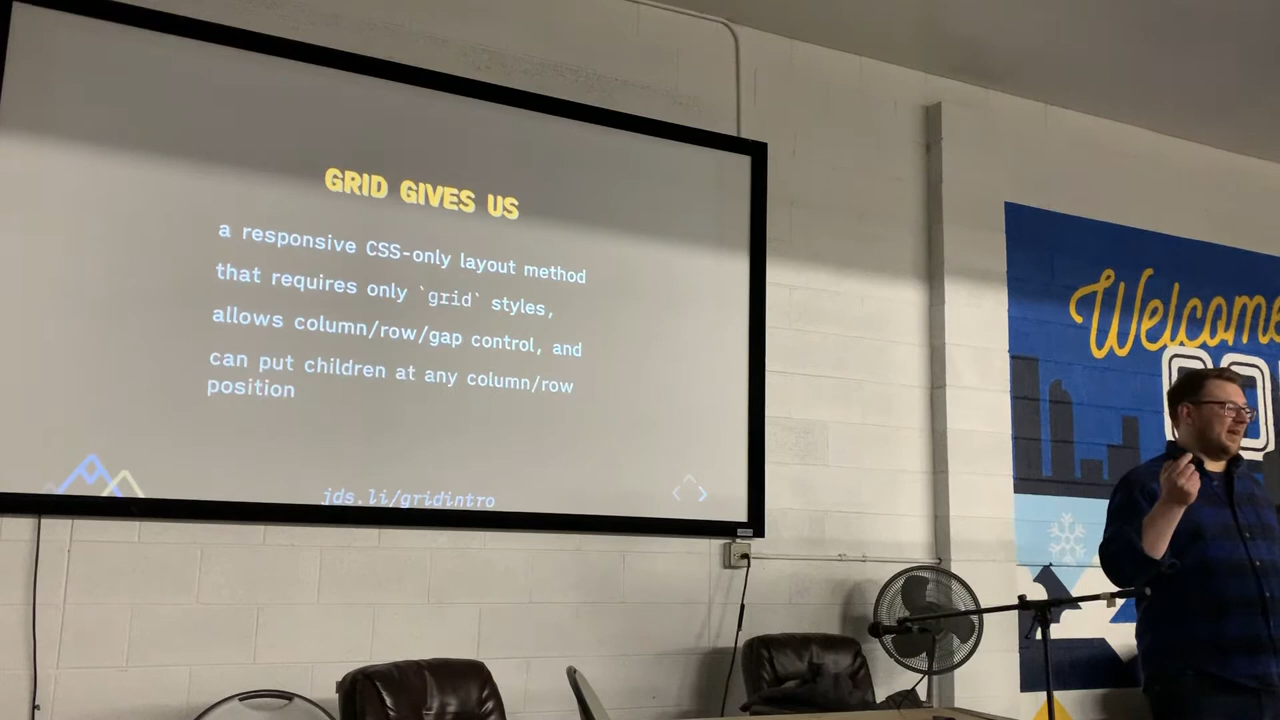 GRID GIVES US
a responsive CSS-only layout method
that requires only `grid` styles,
allows column/row/gap control, and
can put children at any column/row
position
jds.li/gridintro
Welcome